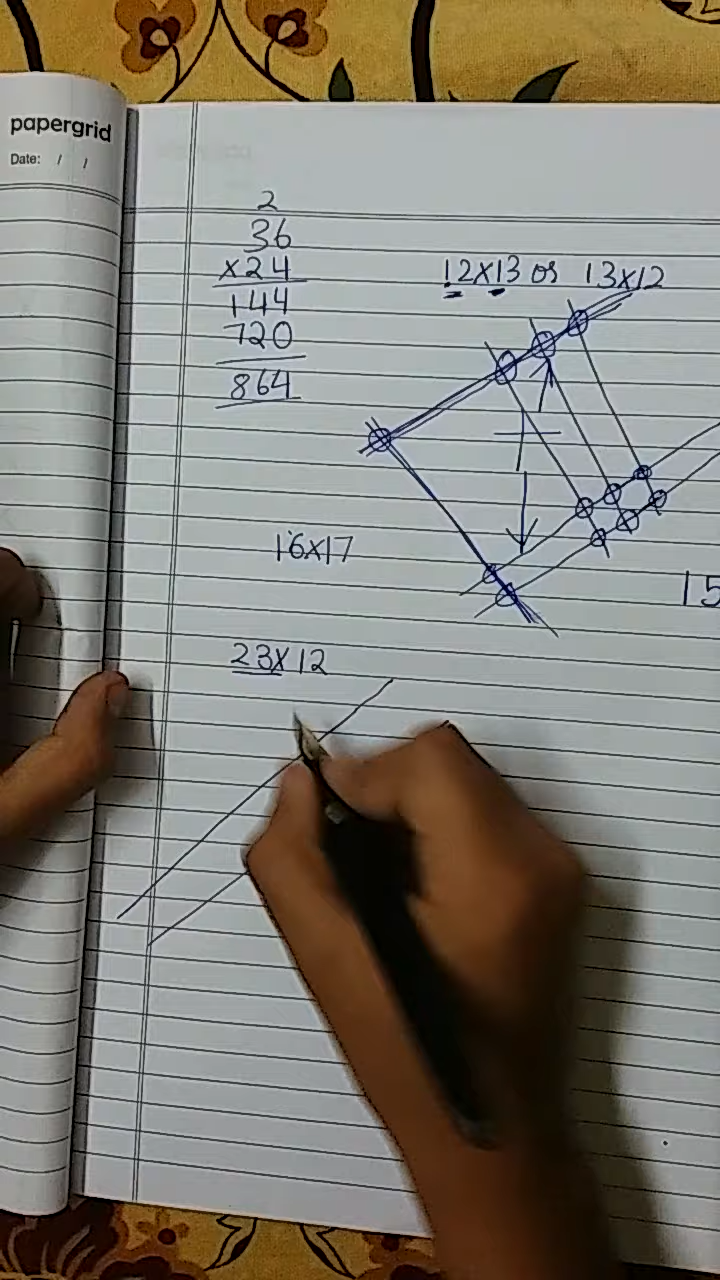 papergrid
Date: / /
2
36
x24
144
720
864
12x13 or 13x12
16x17
15
23x12